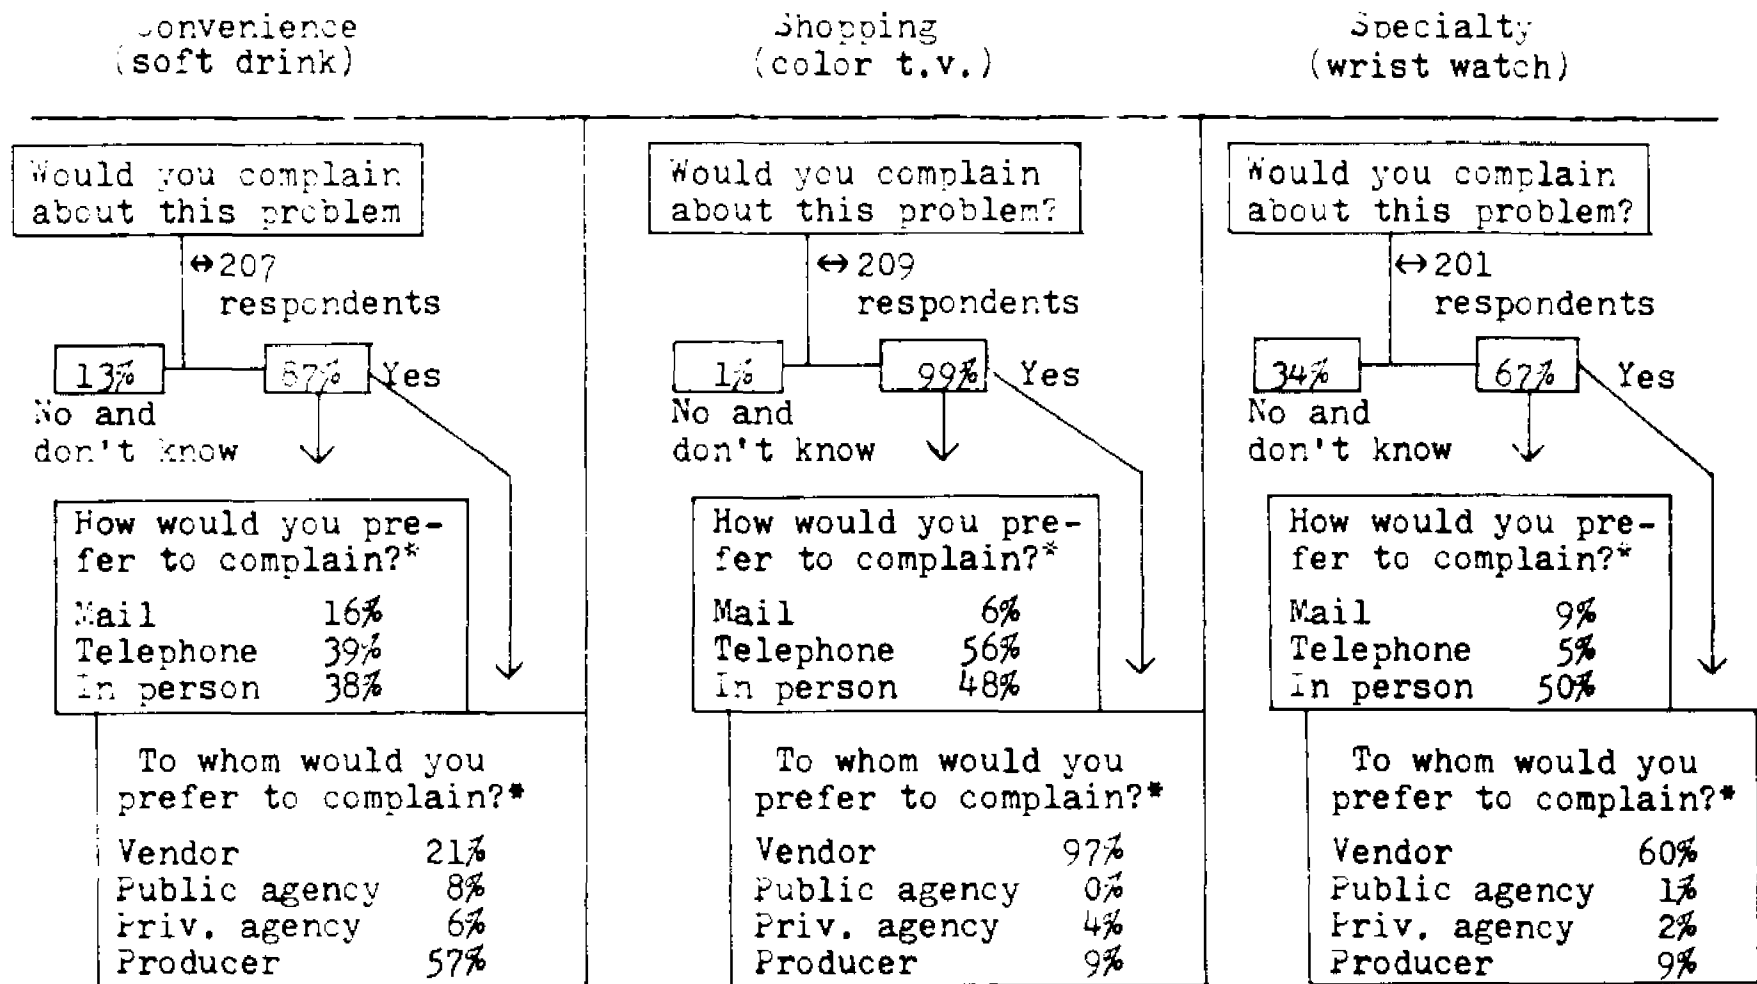 Convenience
(soft drink)
Would you complain
about this problem
↔207
respondents
13%
87% Yes
No and
don't know
How would you pre-
fer to complain?*
Mail 16%
Telephone 39%
In person 38%
To whom would you
prefer to complain?*
Vendor 21%
Public agency 8%
Priv. agency 6%
Producer 57%
Shopping
(color t.v.)
Would you complain
about this problem?
↔209
respondents
1%
99% Yes
No and
don't know
How would you pre-
fer to complain?*
Mail 6%
Telephone 56%
In person 48%
To whom would you
prefer to complain?*
Vendor 97%
Public agency 0%
Priv. agency 4%
Producer 9%
Specialty
(wrist watch)
Would you complain
about this problem?
↔201
respondents
34%
67% Yes
No and
don't know
How would you pre-
fer to complain?*
Mail 9%
Telephone 5%
In person 50%
To whom would you
prefer to complain?*
Vendor 60%
Public agency 1%
Priv. agency 2%
Producer 9%